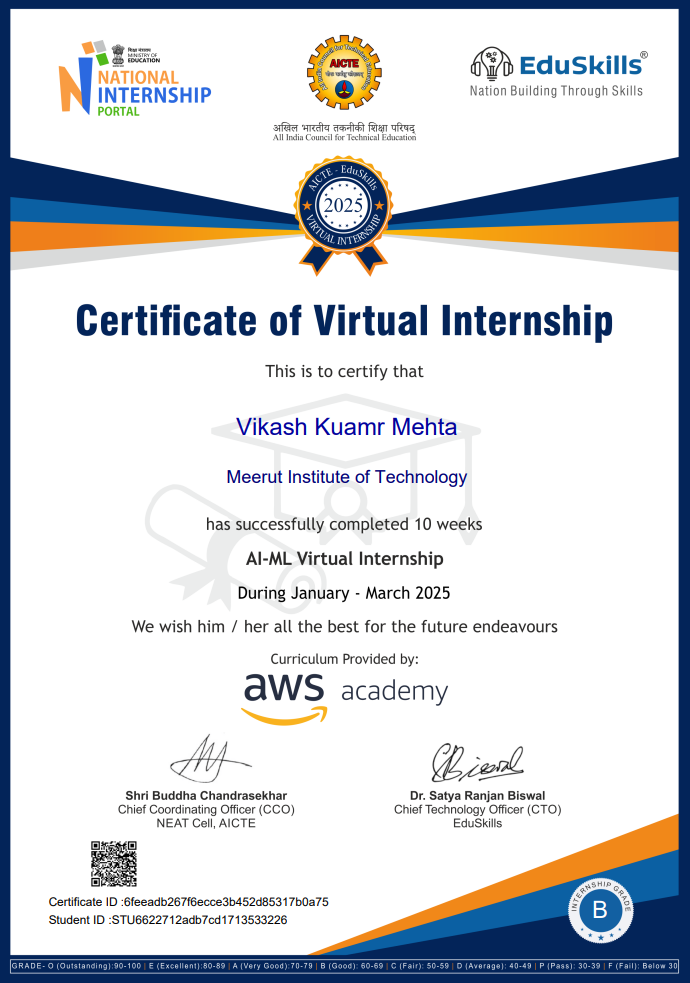 शिक्षा मंत्रालय
MINISTRY OF
EDUCATION
NATIONAL
INTERNSHIP
PORTAL
AICTE
अखिल भारतीय तकनीकी शिक्षा परिषद्
All India Council for Technical Education
EduSkills®
Nation Building Through Skills
AICTE - EduSkills
2025
VIRTUAL INTERNSHIP
Certificate of Virtual Internship
This is to certify that
Vikash Kuamr Mehta
Meerut Institute of Technology
has successfully completed 10 weeks
AI-ML Virtual Internship
During January - March 2025
We wish him / her all the best for the future endeavours
Curriculum Provided by:
aws academy
Shri Buddha Chandrasekhar
Chief Coordinating Officer (CCO)
NEAT Cell, AICTE
Biswal
Dr. Satya Ranjan Biswal
Chief Technology Officer (CTO)
EduSkills
Certificate ID :6feeadb267f6ecce3b452d85317b0a75
Student ID :STU6622712adb7cd1713533226
INTERNSHIP GRADE
B
GRADE- O (Outstanding):90-100 | E (Excellent):80-89 | A (Very Good):70-79 | B (Good): 60-69 | C (Fair): 50-59 | D (Average): 40-49 | P (Pass): 30-39 | F (Fail): Below 30